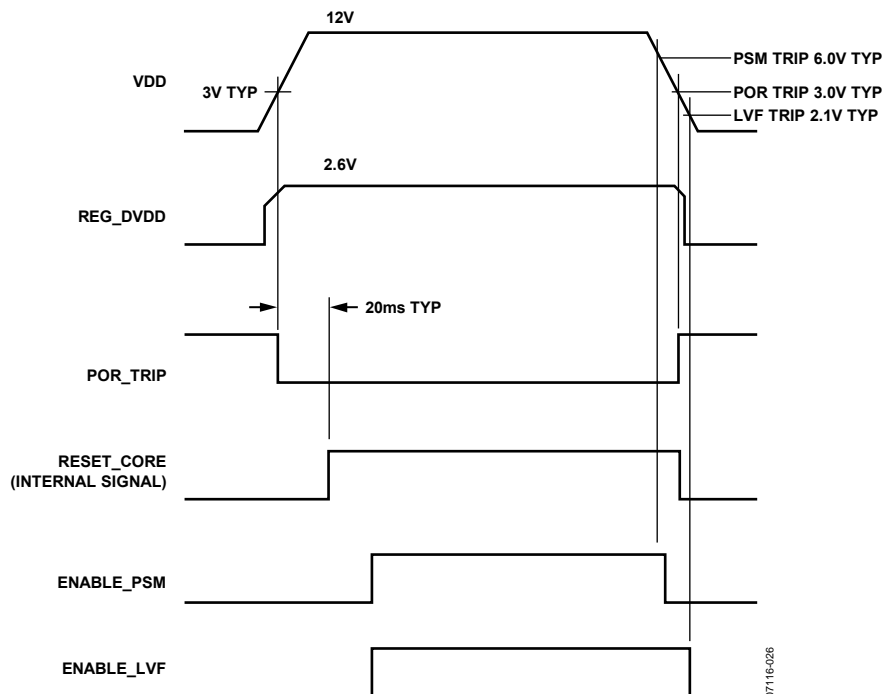 12V
VDD
3V TYP
PSM TRIP 6.0V TYP
POR TRIP 3.0V TYP
LVF TRIP 2.1V TYP
2.6V
REG_DVDD
20ms TYP
POR_TRIP
RESET_CORE
(INTERNAL SIGNAL)
ENABLE_PSM
ENABLE_LVF